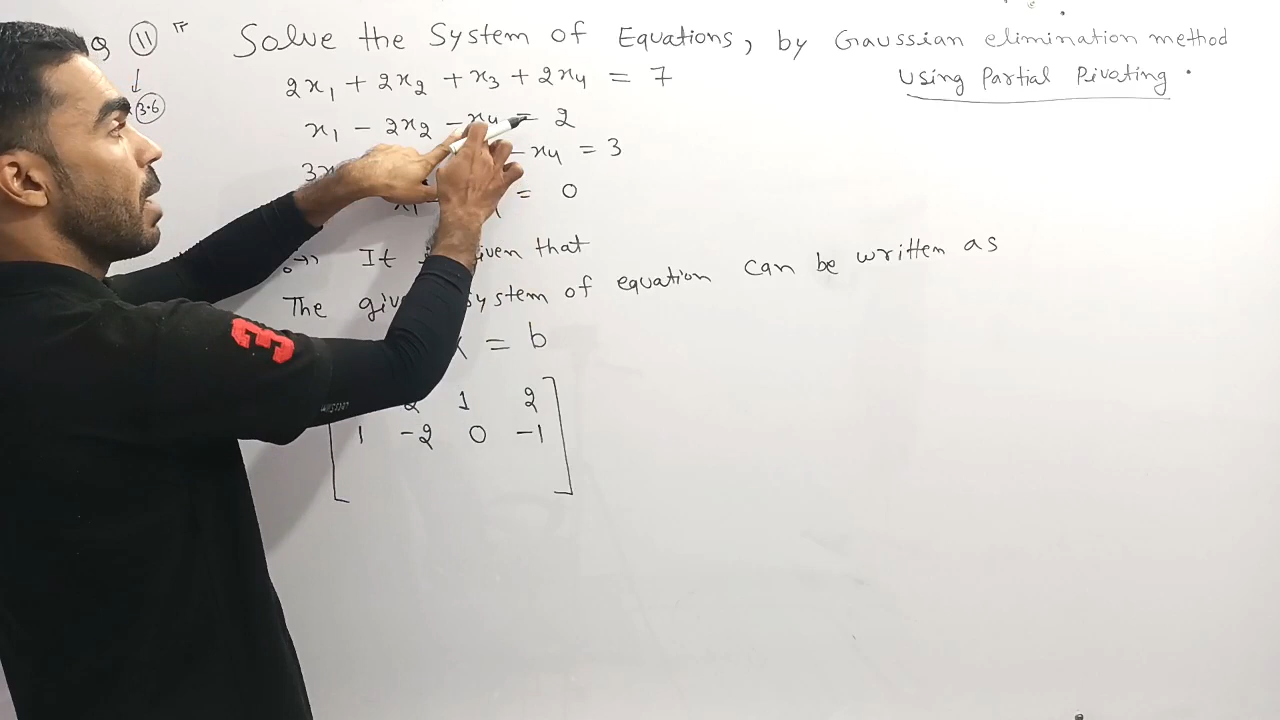 Q 11 Solve the System of Equations, by Gaussian elimination method
3.6 using Partial Pivoting.
2x₁ + 2x₂ + x₃ + 2x₄ = 7
x₁ - 2x₂ - x₄ = 2
- x₄ = 3
= 0
It given that
The system of equation can be written as
= b
2 1 2
1 -2 0 -1